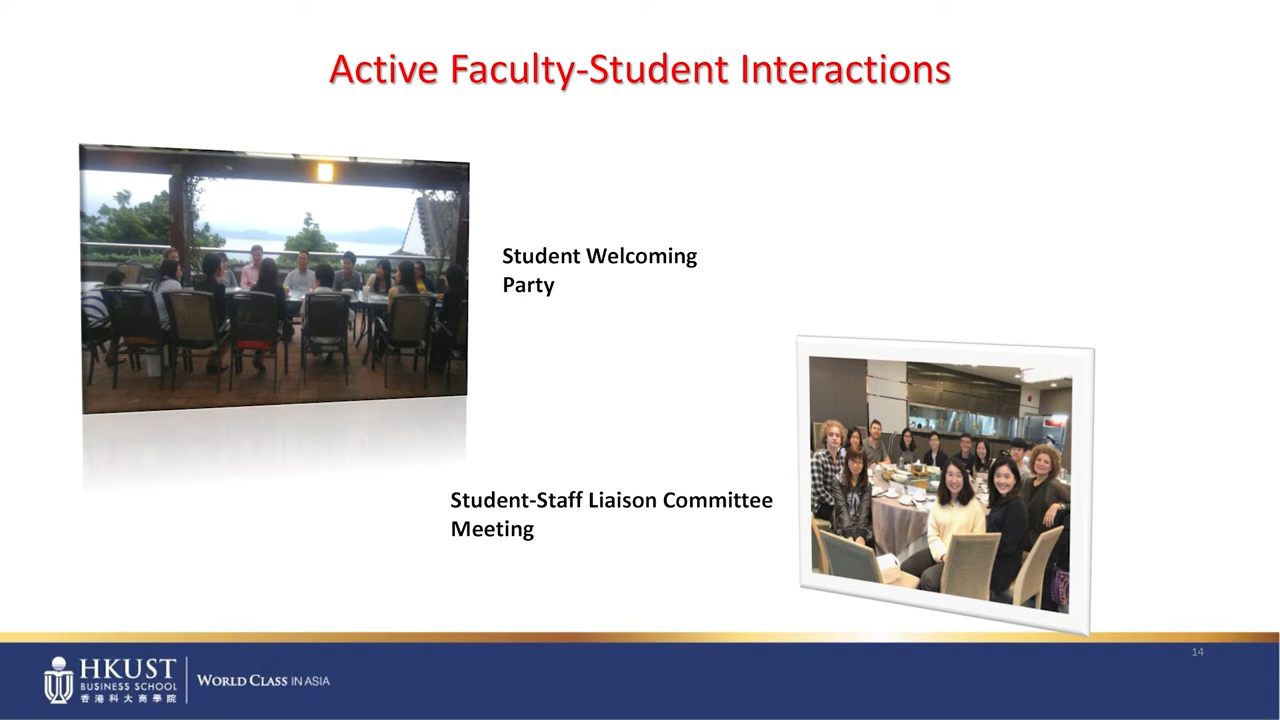 Active Faculty-Student Interactions
Student Welcoming
Party
Student-Staff Liaison Committee
Meeting
14
HKUST
BUSINESS SCHOOL
香港科大商學院
WORLD CLASS IN ASIA